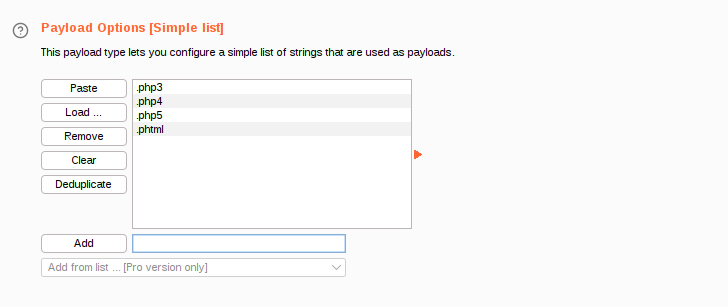 ?
Payload Options [Simple list]
This payload type lets you configure a simple list of strings that are used as payloads.
Paste
Load ...
Remove
Clear
Deduplicate
.php3
.php4
.php5
.phtml
Add
Add from list ... [Pro version only]